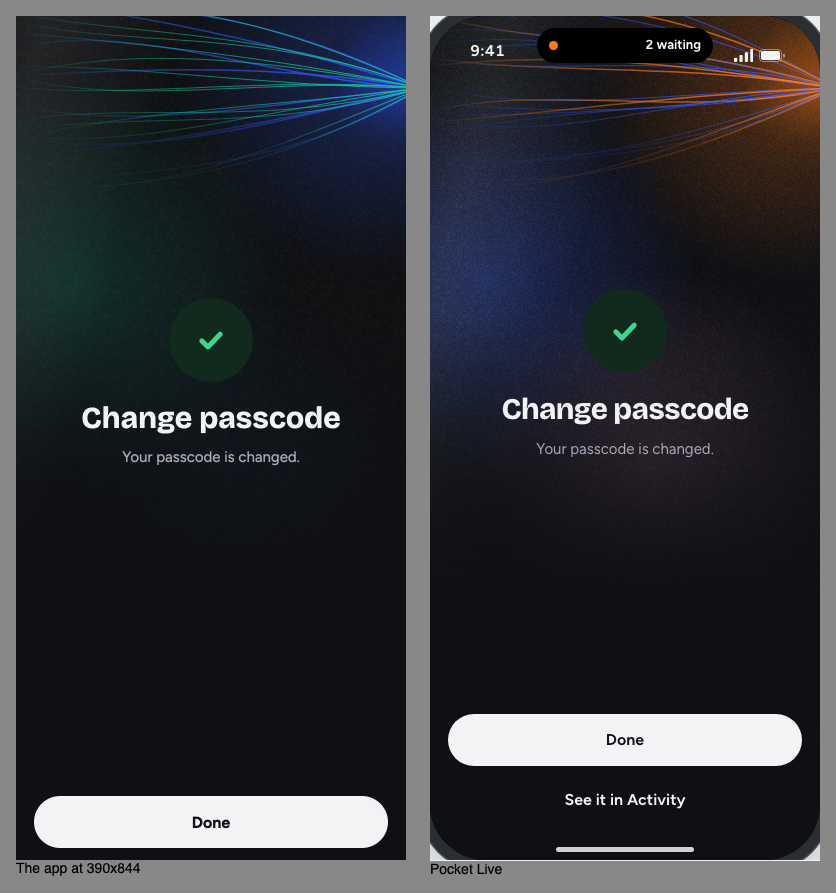 9:41
2 waiting
Change passcode
Your passcode is changed.
Done
Change passcode
Your passcode is changed.
Done
See it in Activity
The app at 390x844
Pocket Live